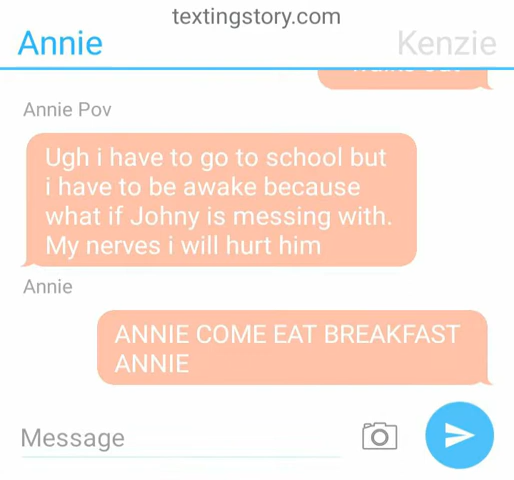 textingstory.com
Annie
Kenzie
Annie Pov
Ugh i have to go to school but
i have to be awake because
what if Johny is messing with.
My nerves i will hurt him
Annie
ANNIE COME EAT BREAKFAST
ANNIE
Message